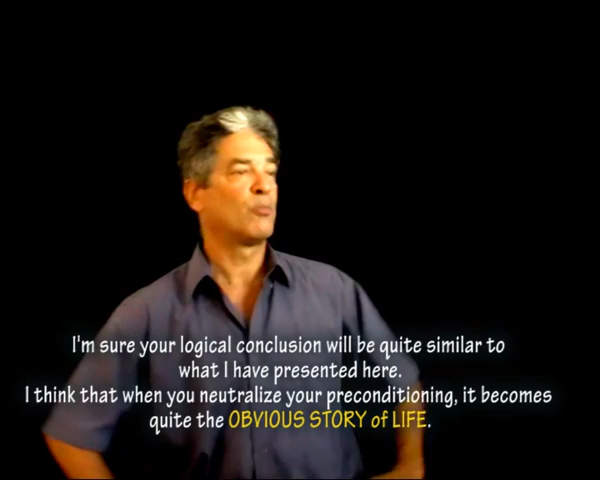 I'm sure your logical conclusion will be quite similar to
what I have presented here.
I think that when you neutralize your preconditioning, it becomes
quite the OBVIOUS STORY of LIFE.